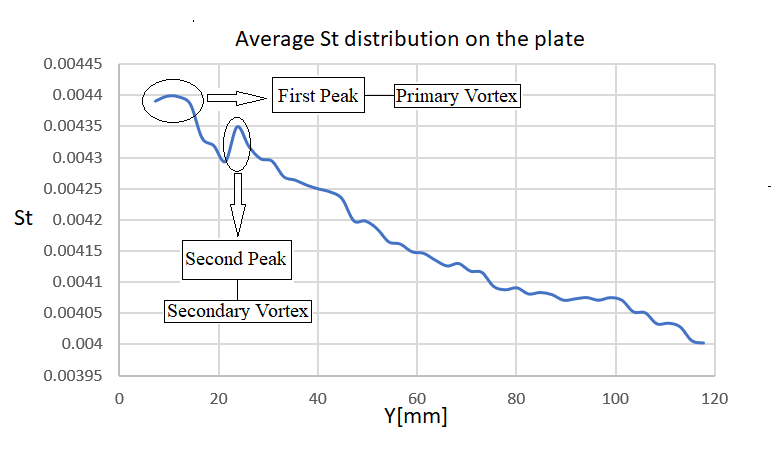 Average St distribution on the plate
0.00445
0.0044
First Peak
Primary Vortex
0.00435
0.0043
0.00425
0.0042
St
0.00415
Second Peak
0.0041
Secondary Vortex
0.00405
0.004
0.00395
0 20 40 60 80 100 120
Y[mm]